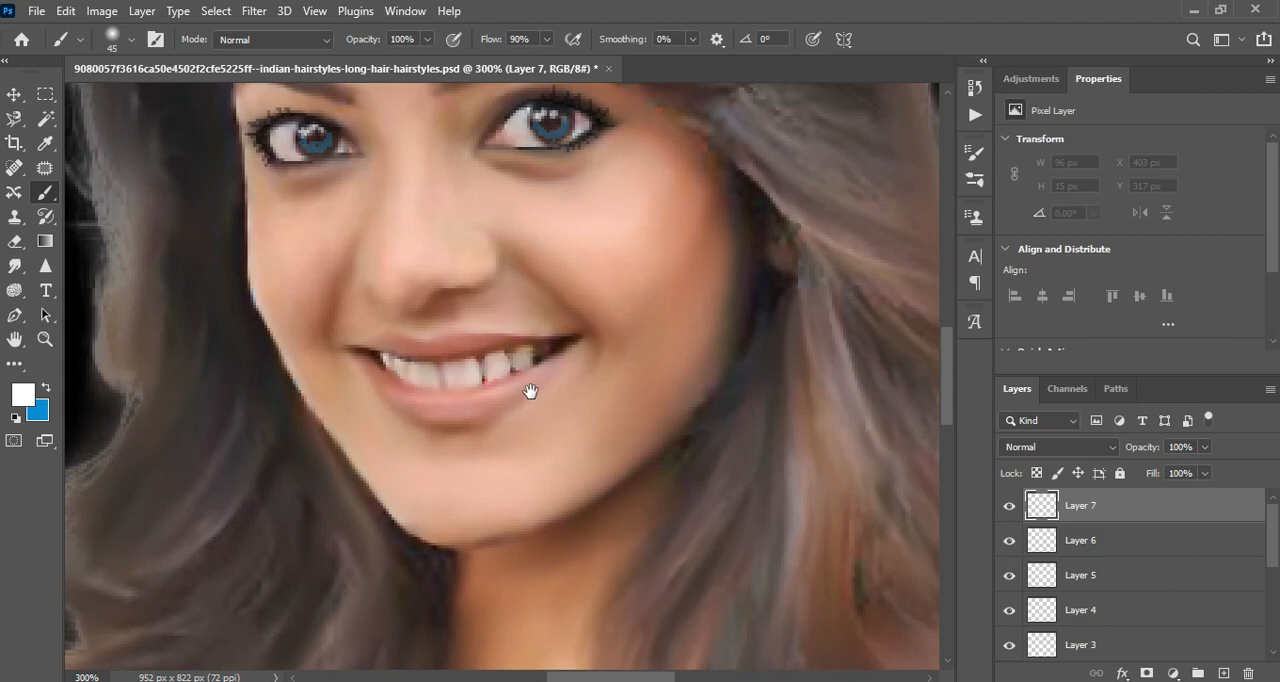 Ps File Edit Image Layer Type Select Filter 3D View Plugins Window Help
45 Mode: Normal Opacity: 100% Flow: 90% Smoothing: 0% 0°
9080057f3616ca50e4502f2cfe5225ff--indian-hairstyles-long-hair-hairstyles.psd @ 300% (Layer 7, RGB/8#) *
Adjustments Properties
Pixel Layer
Transform
W 96 px X 403 px
H 15 px Y 317 px
0.00°
Align and Distribute
Align:
Layers Channels Paths
Kind
Normal Opacity: 100%
Lock: Fill: 100%
Layer 7
Layer 6
Layer 5
Layer 4
Layer 3
fx
300% 952 px x 822 px (72 ppi)